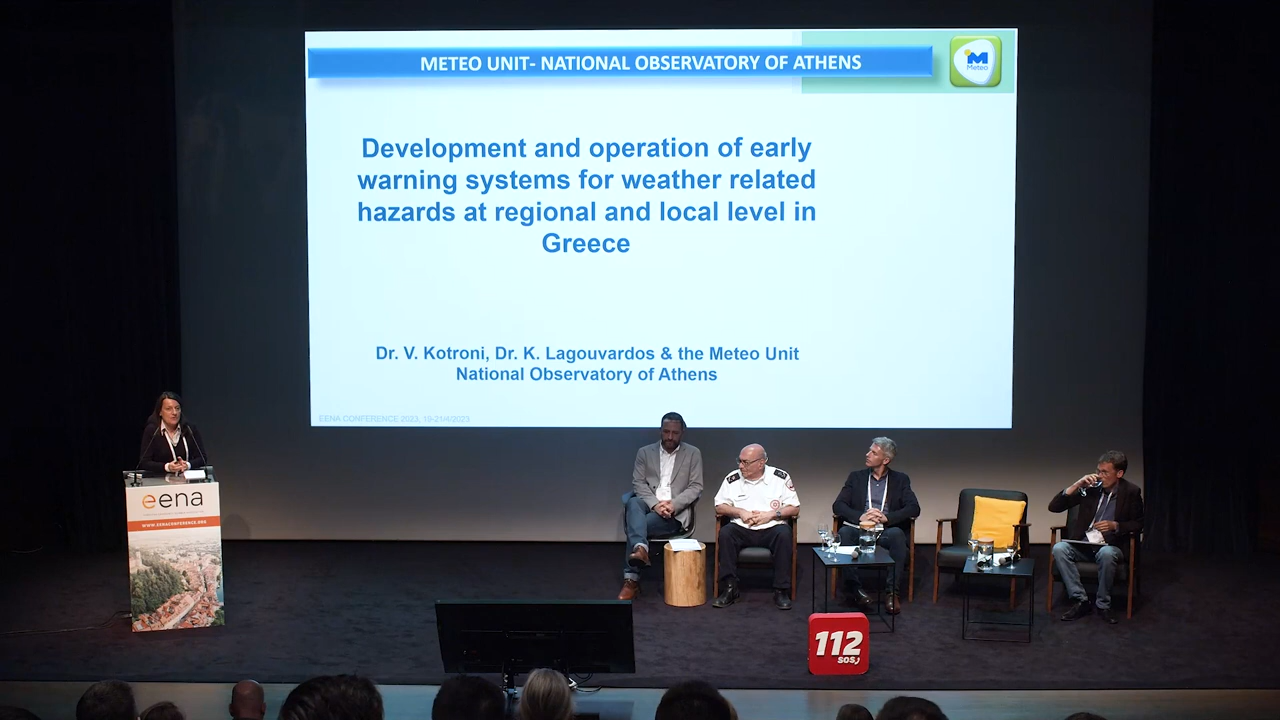 METEO UNIT- NATIONAL OBSERVATORY OF ATHENS
Meteo
Development and operation of early
warning systems for weather related
hazards at regional and local level in
Greece
Dr. V. Kotroni, Dr. K. Lagouvardos & the Meteo Unit
National Observatory of Athens
EENA CONFERENCE 2023, 19-21/4/2023
eena
WWW.EENACONFERENCE.ORG
112
SOS